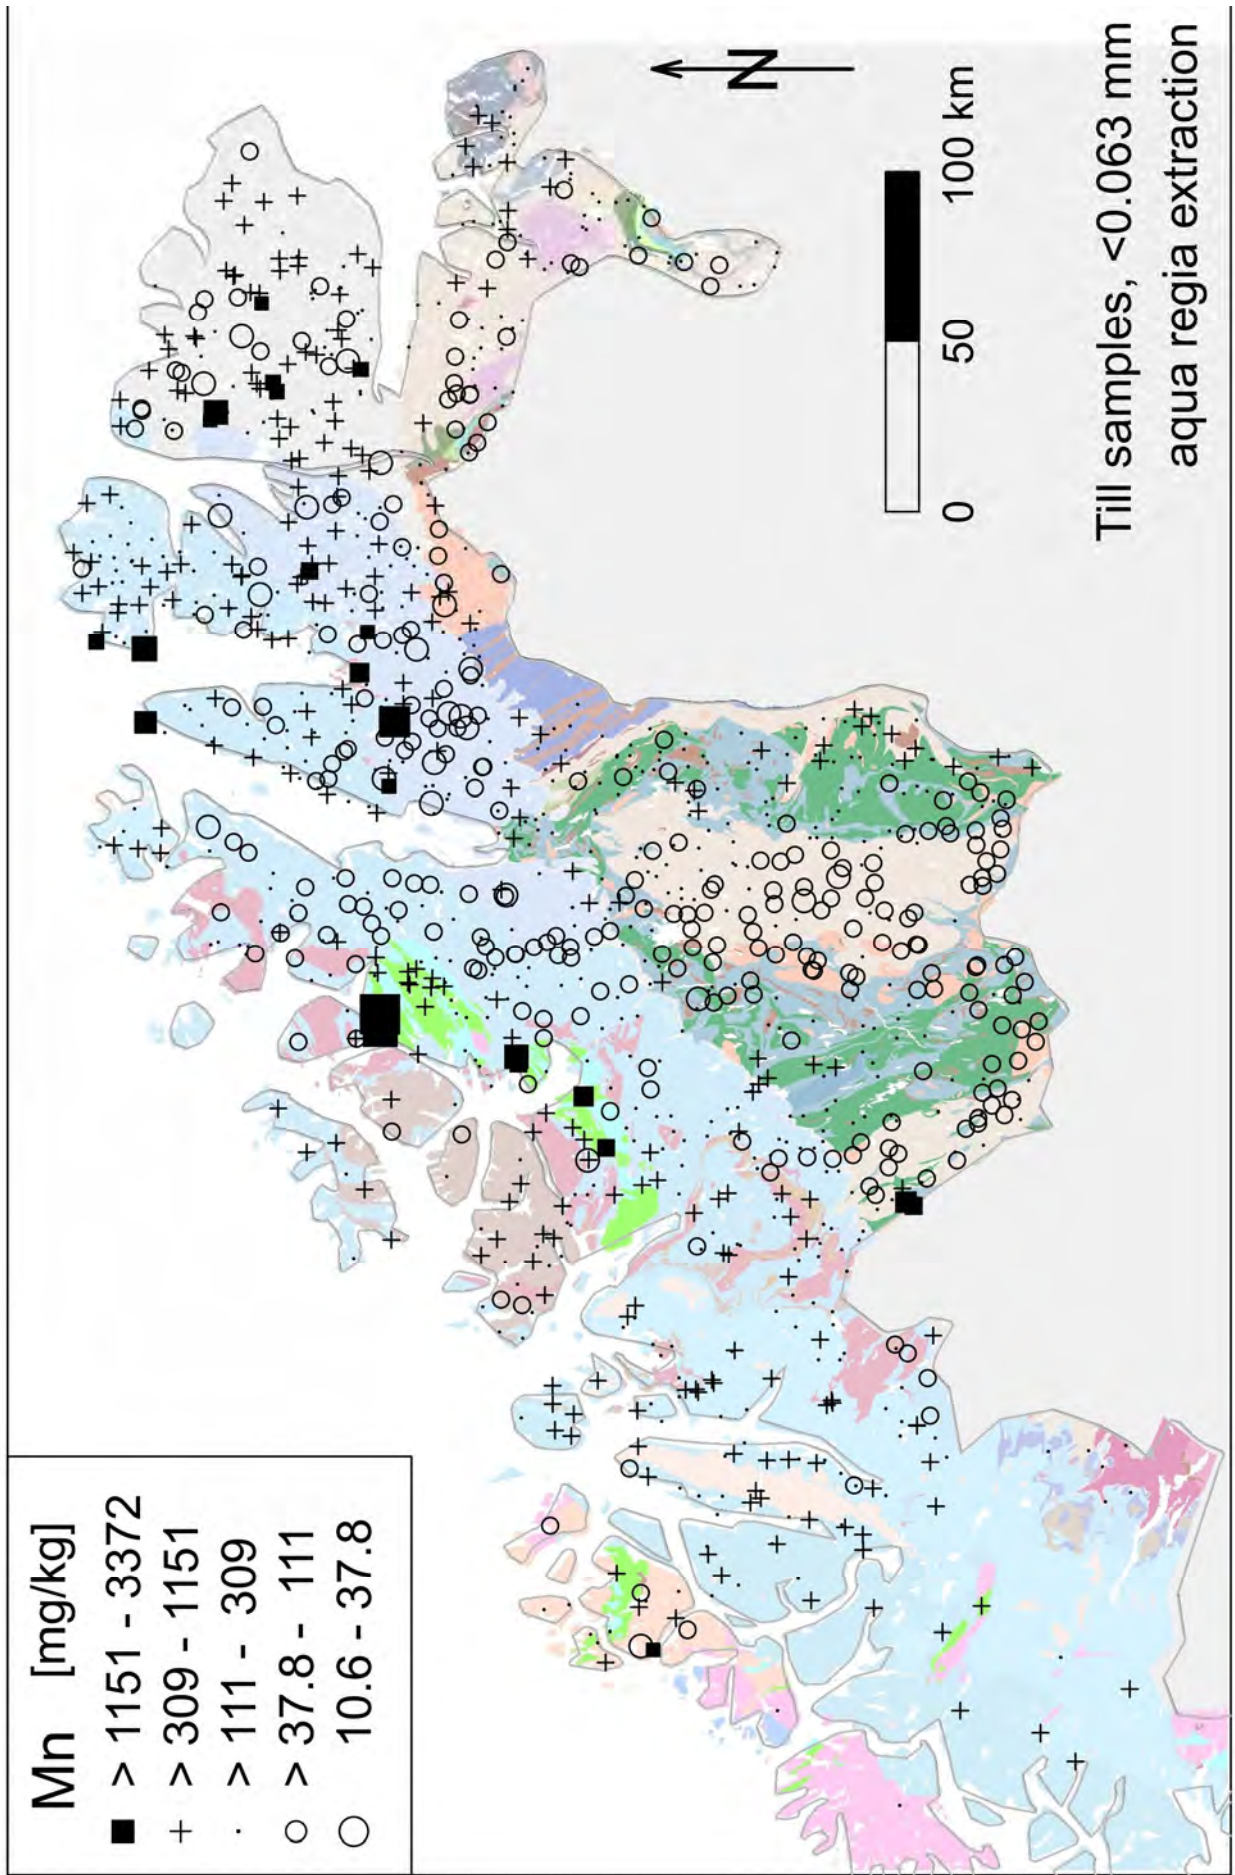 Mn [mg/kg]
> 1151 - 3372
> 309 - 1151
> 111 - 309
> 37.8 - 111
10.6 - 37.8
N
0 50 100 km
Till samples, <0.063 mm
aqua regia extraction